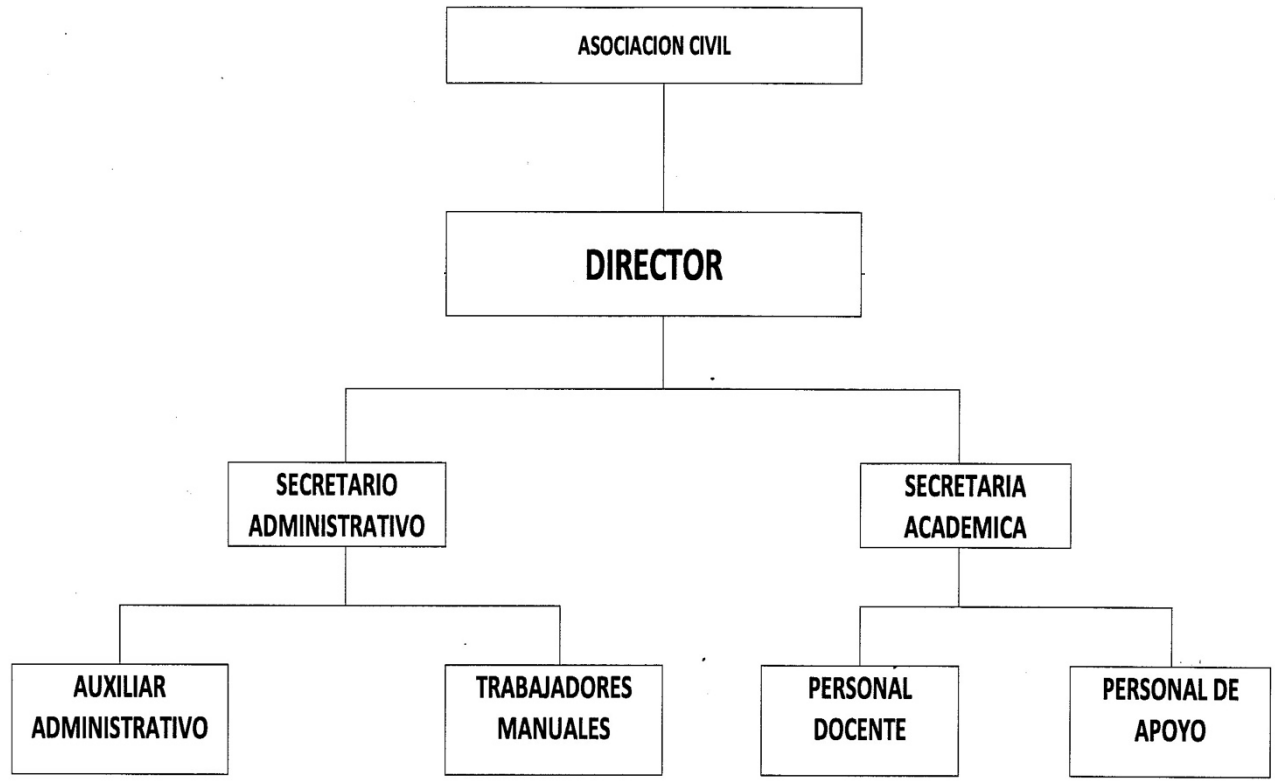 ASOCIACION CIVIL
DIRECTOR
SECRETARIO
ADMINISTRATIVO
SECRETARIA
ACADEMICA
AUXILIAR
ADMINISTRATIVO
TRABAJADORES
MANUALES
PERSONAL
DOCENTE
PERSONAL DE
APOYO